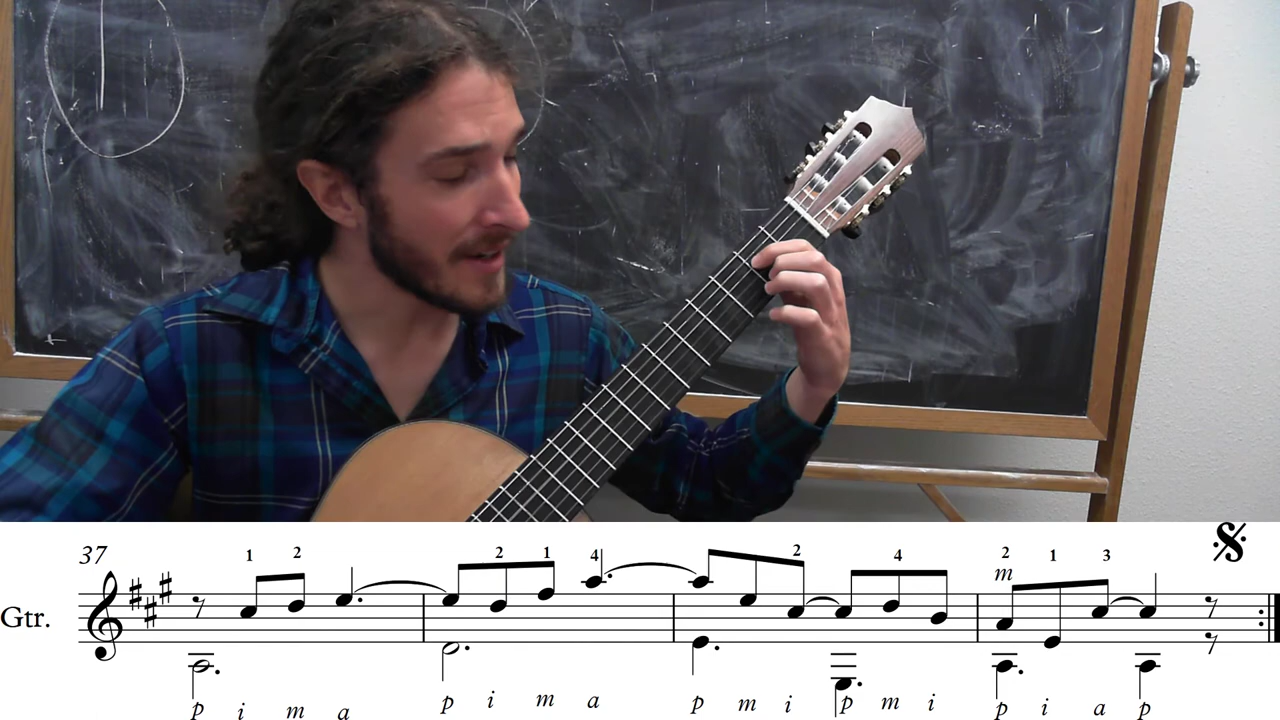 37
1 2 2 1 4 2 4 2 1 3
m
Gtr.
p i m a p i m a p m i p m i p i a p